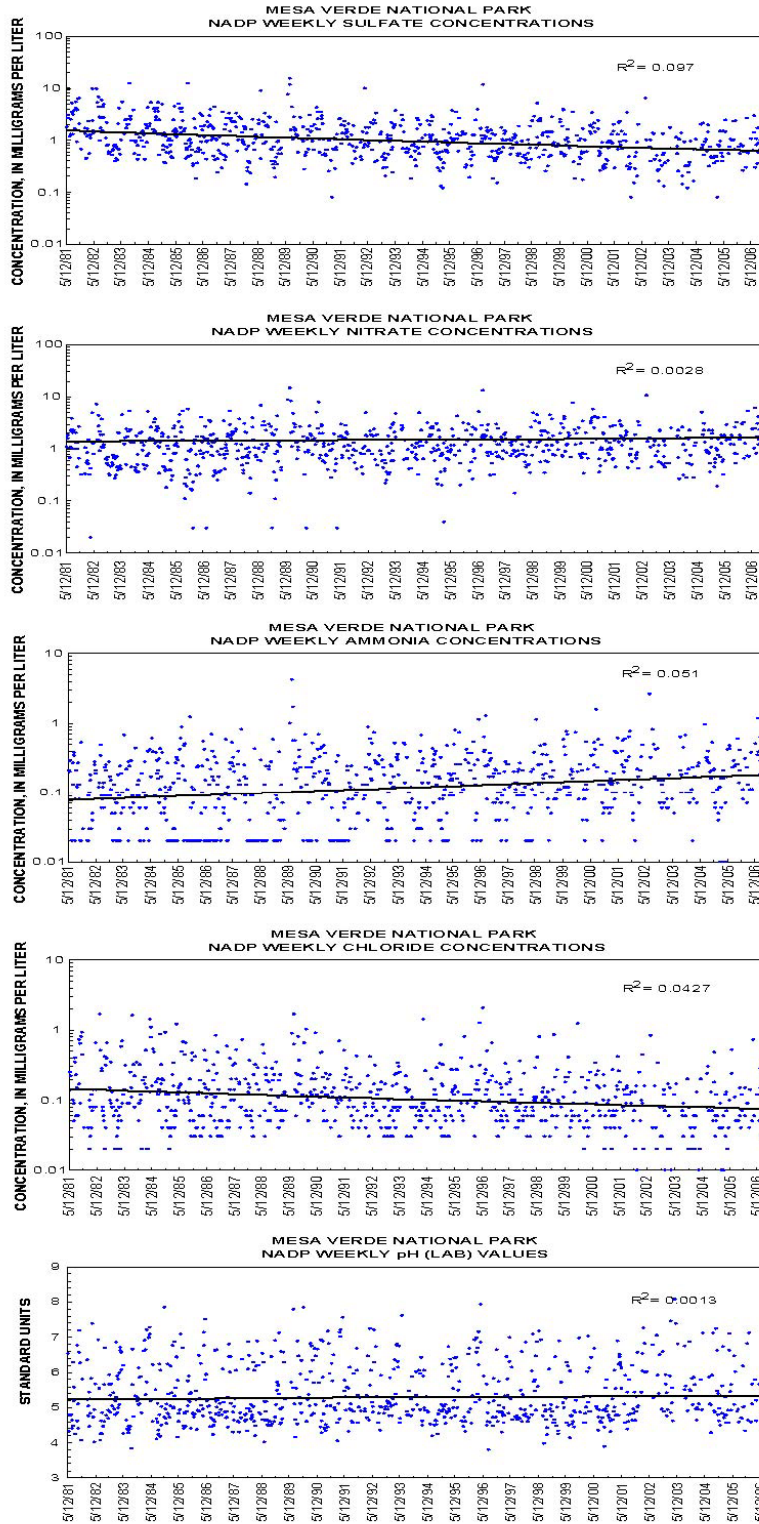 MESA VERDE NATIONAL PARK
NADP WEEKLY SULFATE CONCENTRATIONS
CONCENTRATION, IN MILLIGRAMS PER LITER
100
10
1
0.1
0.01
R²= 0.097
5/12/81 5/12/82 5/12/83 5/12/84 5/12/85 5/12/86 5/12/87 5/12/88 5/12/89 5/12/90 5/12/91 5/12/92 5/12/93 5/12/94 5/12/95 5/12/96 5/12/97 5/12/98 5/12/99 5/12/00 5/12/01 5/12/02 5/12/03 5/12/04 5/12/05 5/12/06
MESA VERDE NATIONAL PARK
NADP WEEKLY NITRATE CONCENTRATIONS
CONCENTRATION, IN MILLIGRAMS PER LITER
100
10
1
0.1
0.01
R²= 0.0028
5/12/81 5/12/82 5/12/83 5/12/84 5/12/85 5/12/86 5/12/87 5/12/88 5/12/89 5/12/90 5/12/91 5/12/92 5/12/93 5/12/94 5/12/95 5/12/96 5/12/97 5/12/98 5/12/99 5/12/00 5/12/01 5/12/02 5/12/03 5/12/04 5/12/05 5/12/06
MESA VERDE NATIONAL PARK
NADP WEEKLY AMMONIA CONCENTRATIONS
CONCENTRATION, IN MILLIGRAMS PER LITER
10
1
0.1
0.01
R²= 0.051
5/12/81 5/12/82 5/12/83 5/12/84 5/12/85 5/12/86 5/12/87 5/12/88 5/12/89 5/12/90 5/12/91 5/12/92 5/12/93 5/12/94 5/12/95 5/12/96 5/12/97 5/12/98 5/12/99 5/12/00 5/12/01 5/12/02 5/12/03 5/12/04 5/12/05 5/12/06
MESA VERDE NATIONAL PARK
NADP WEEKLY CHLORIDE CONCENTRATIONS
CONCENTRATION, IN MILLIGRAMS PER LITER
10
1
0.1
0.01
R²= 0.0427
5/12/81 5/12/82 5/12/83 5/12/84 5/12/85 5/12/86 5/12/87 5/12/88 5/12/89 5/12/90 5/12/91 5/12/92 5/12/93 5/12/94 5/12/95 5/12/96 5/12/97 5/12/98 5/12/99 5/12/00 5/12/01 5/12/02 5/12/03 5/12/04 5/12/05 5/12/06
MESA VERDE NATIONAL PARK
NADP WEEKLY pH (LAB) VALUES
STANDARD UNITS
9
8
7
6
5
4
3
R²= 0.0013
5/12/81 5/12/82 5/12/83 5/12/84 5/12/85 5/12/86 5/12/87 5/12/88 5/12/89 5/12/90 5/12/91 5/12/92 5/12/93 5/12/94 5/12/95 5/12/96 5/12/97 5/12/98 5/12/99 5/12/00 5/12/01 5/12/02 5/12/03 5/12/04 5/12/05